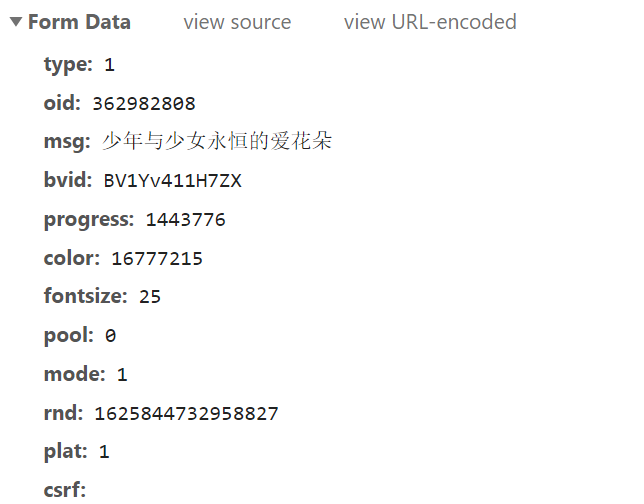 ▼ Form Data view source view URL-encoded
type: 1
oid: 362982808
msg: 少年与少女永恒的爱花朵
bvid: BV1Yv411H7ZX
progress: 1443776
color: 16777215
fontsize: 25
pool: 0
mode: 1
rnd: 1625844732958827
plat: 1
csrf: